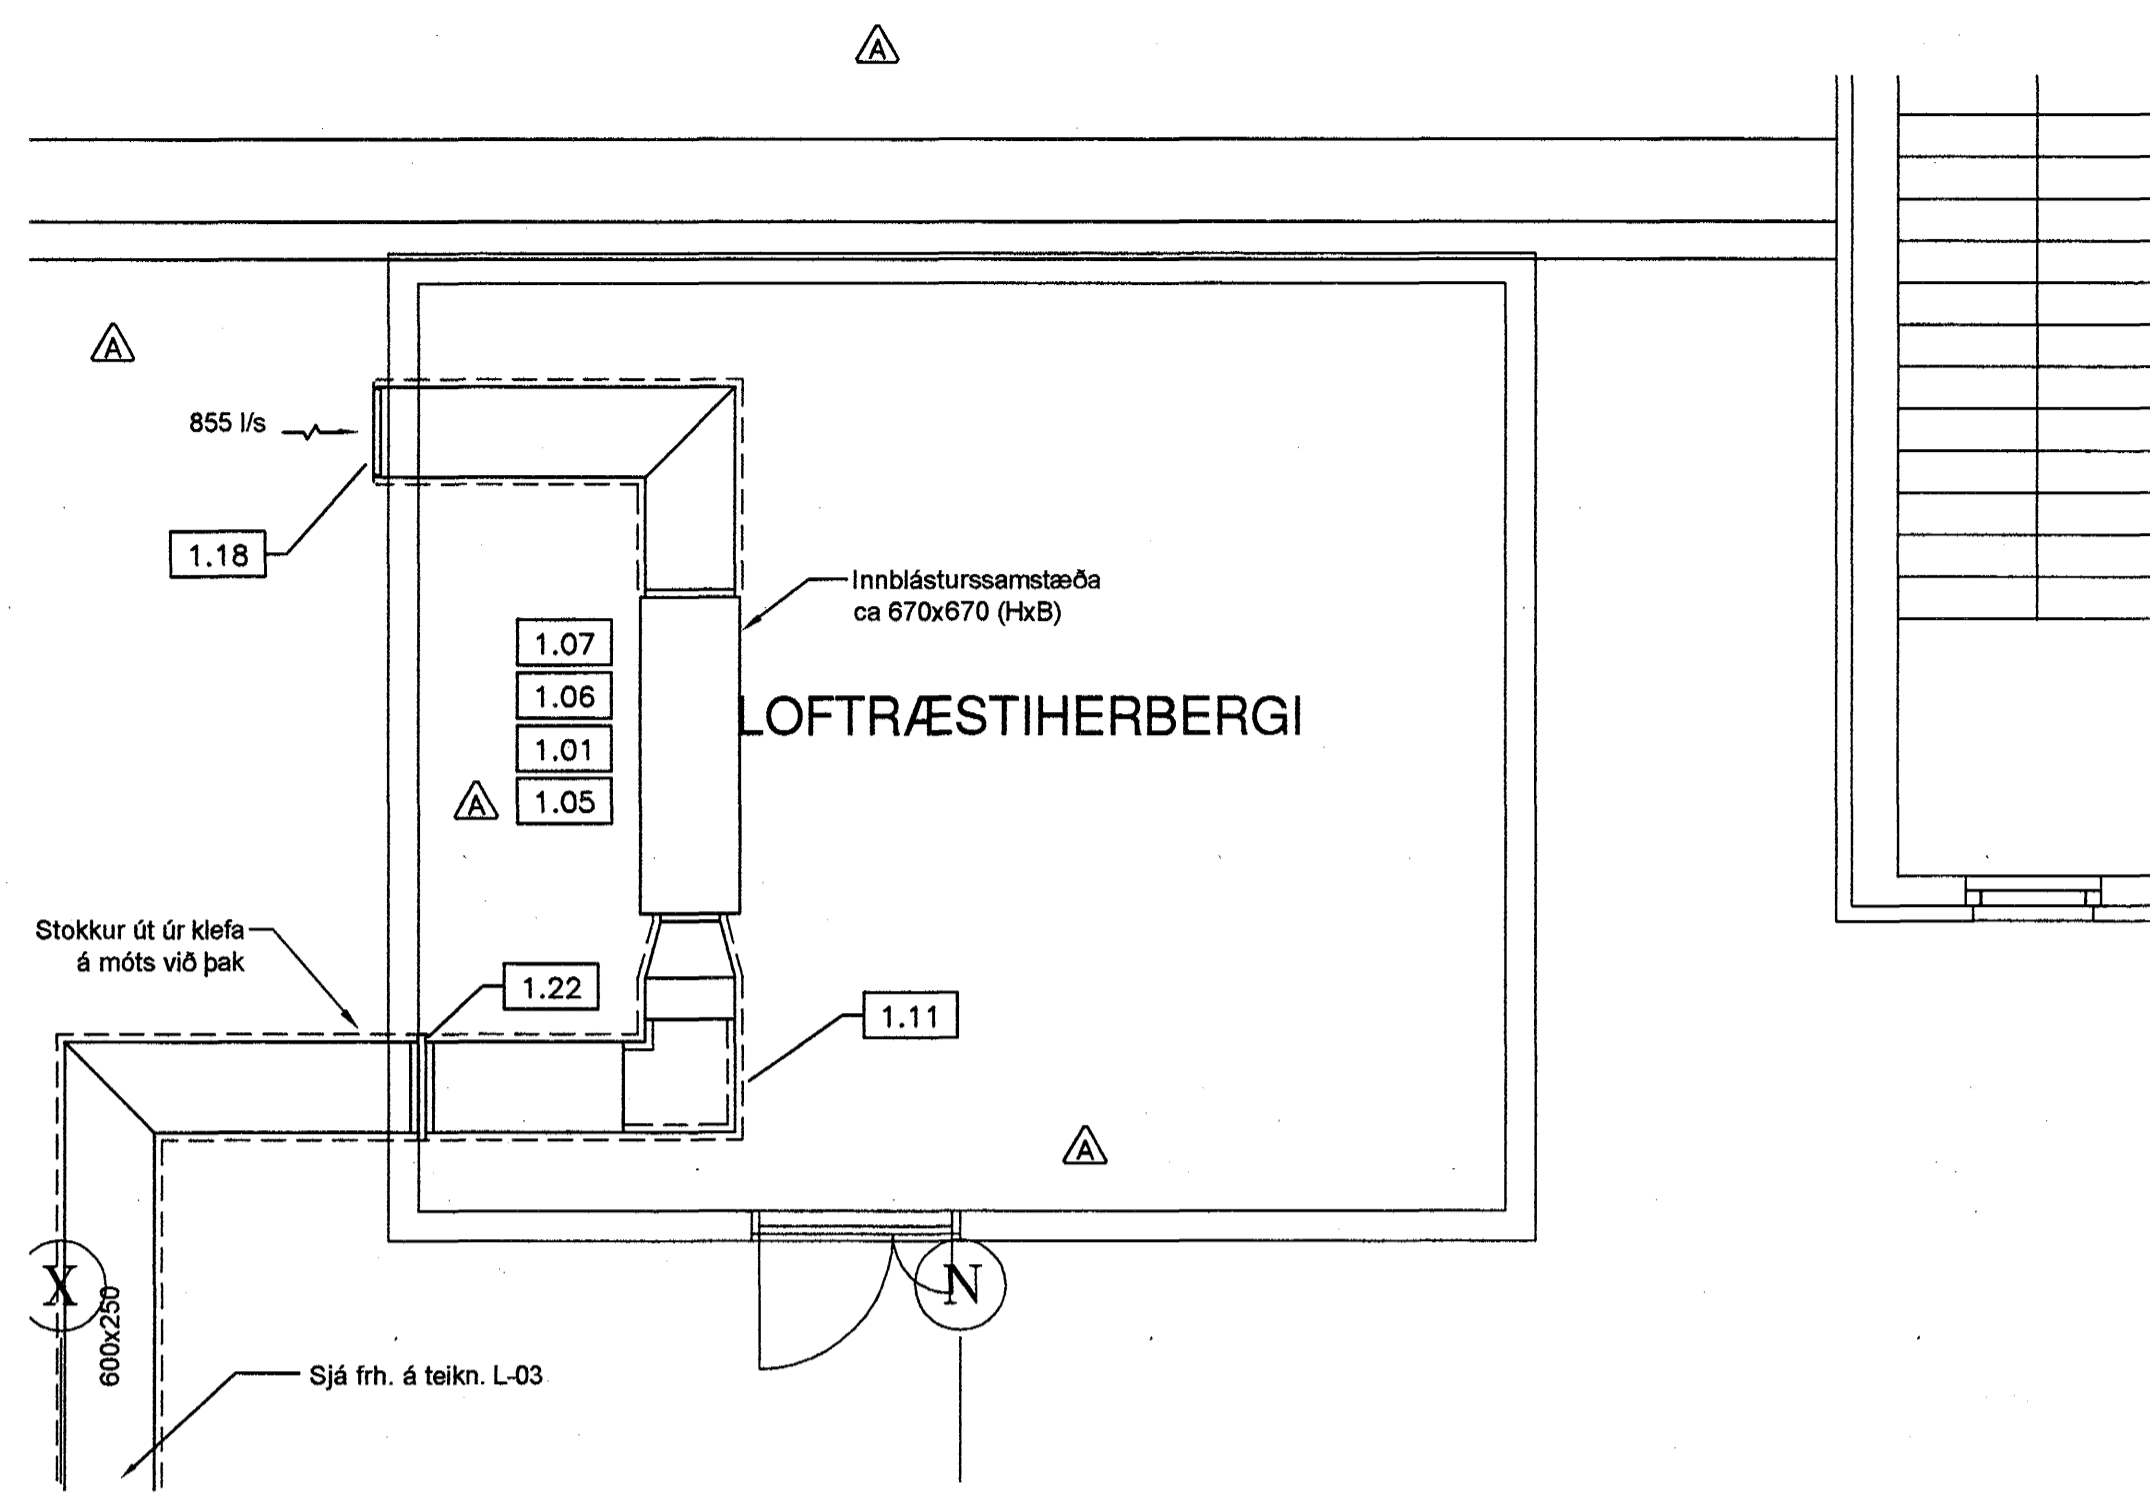 A
A
855 l/s
1.18
Innblásturssamstæða
ca 670x670 (HxB)
1.07
1.06
1.01
1.05
LOFTRÆSTIHERBERGI
A
Stokkur út úr klefa
á móts við þak
1.22
1.11
A
X
N
600x250
Sjá frh. á teikn. L-03